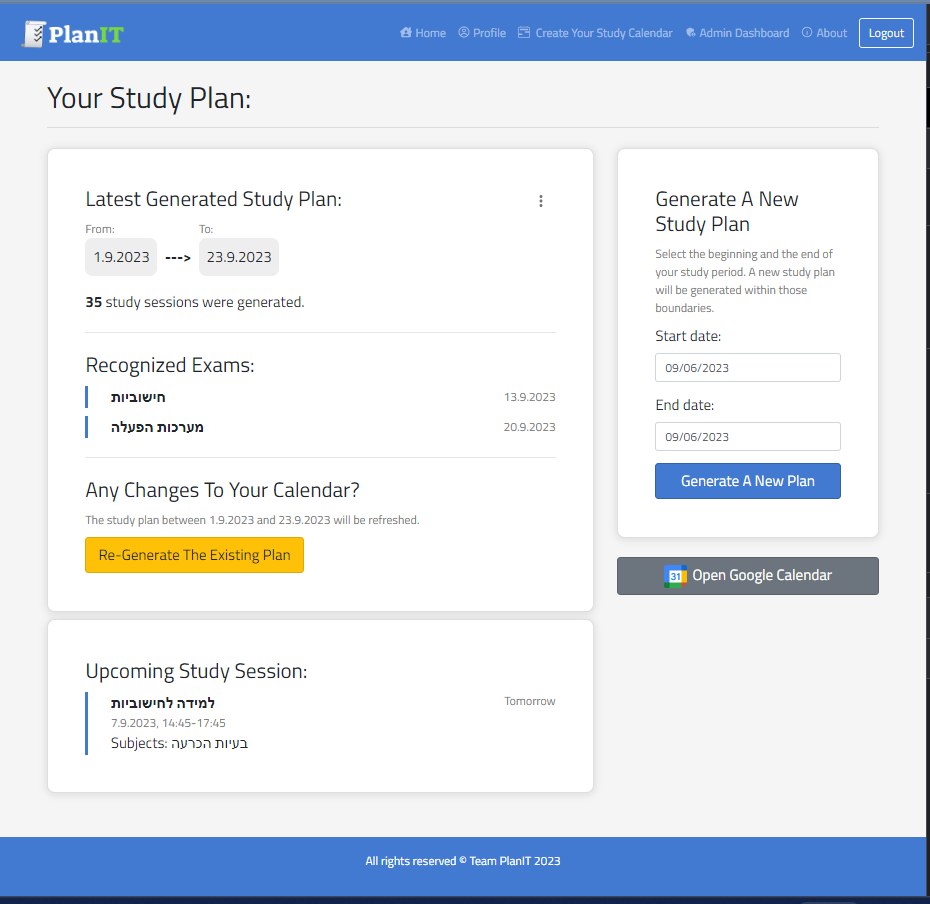 PlanIT
Home Profile Create Your Study Calendar Admin Dashboard About Logout
Your Study Plan:
Latest Generated Study Plan:
From: To:
1.9.2023 ---> 23.9.2023
35 study sessions were generated.
Recognized Exams:
חישוביות 13.9.2023
מערכות הפעלה 20.9.2023
Any Changes To Your Calendar?
The study plan between 1.9.2023 and 23.9.2023 will be refreshed.
Re-Generate The Existing Plan
Upcoming Study Session:
למידה לחישוביות Tomorrow
7.9.2023, 14:45-17:45
Subjects: בעיות הכרעה
Generate A New
Study Plan
Select the beginning and the end of
your study period. A new study plan
will be generated within those
boundaries.
Start date:
09/06/2023
End date:
09/06/2023
Generate A New Plan
31 Open Google Calendar
All rights reserved © Team PlanIT 2023